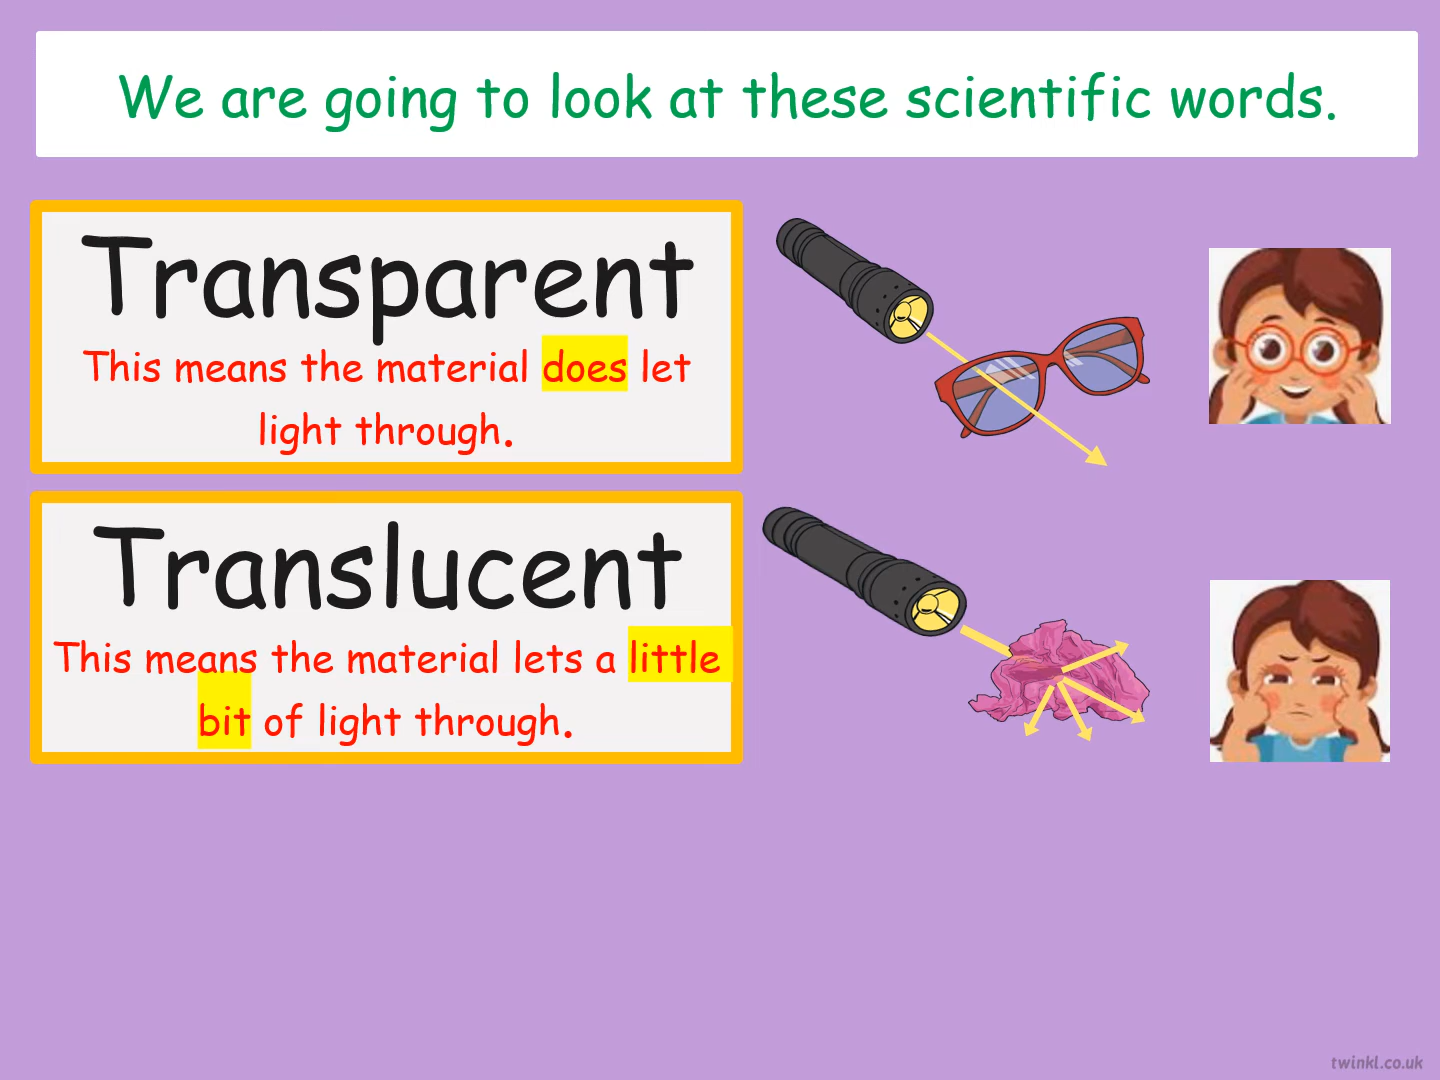 We are going to look at these scientific words.
Transparent
This means the material does let
light through.
Translucent
This means the material lets a little
bit of light through.
twinkl.co.uk